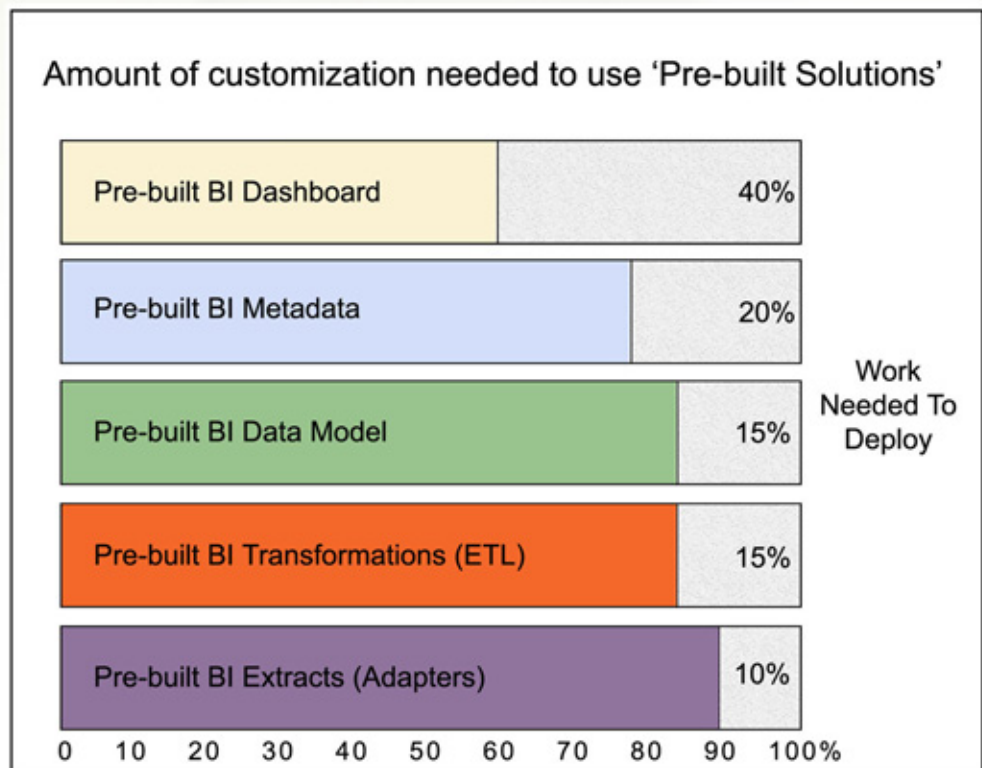 Amount of customization needed to use ‘Pre-built Solutions’
Pre-built BI Dashboard
40%
Pre-built BI Metadata
20%
Pre-built BI Data Model
15%
Pre-built BI Transformations (ETL)
15%
Pre-built BI Extracts (Adapters)
10%
Work
Needed To
Deploy
0 10 20 30 40 50 60 70 80 90 100%